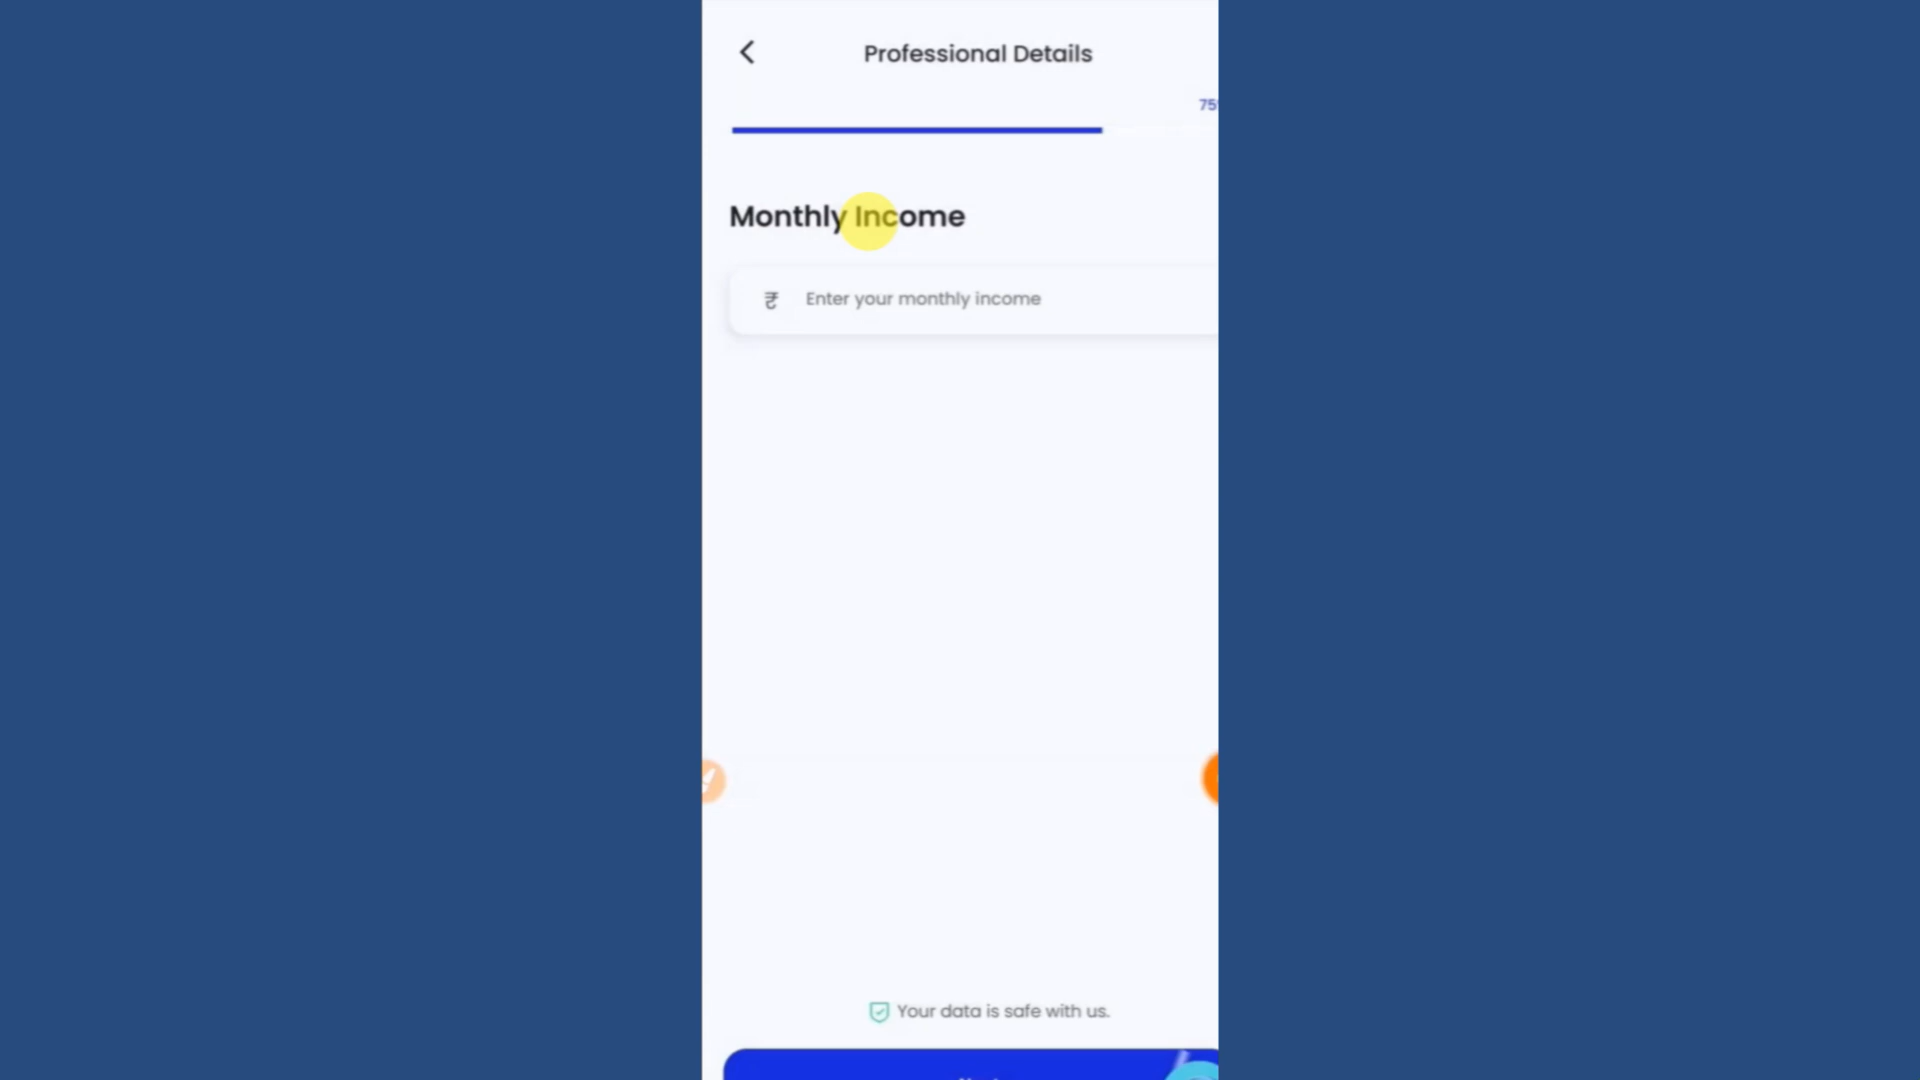 Professional Details
75
Monthly Income
₹ Enter your monthly income
Your data is safe with us.